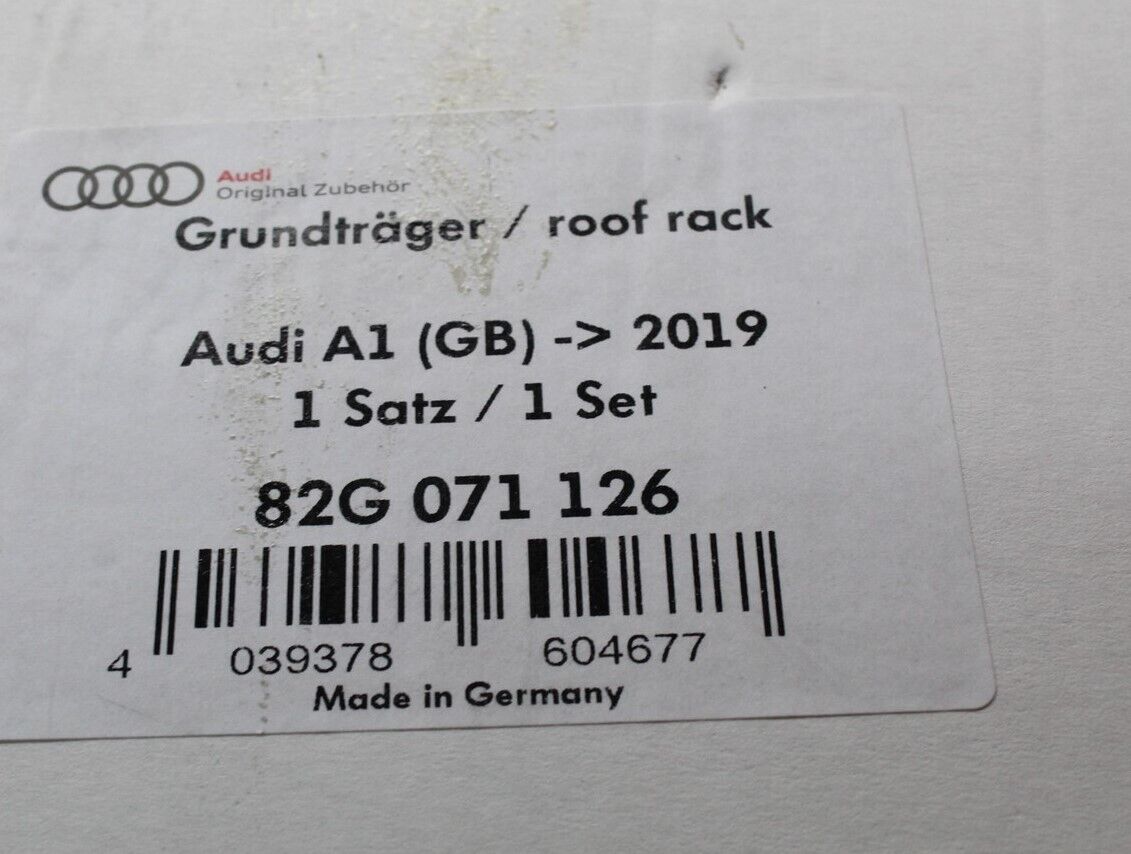 Audi
Original Zubehör
Grundträger / roof rack
Audi A1 (GB) -> 2019
1 Satz / 1 Set
82G 071 126
4 039378 604677
Made in Germany